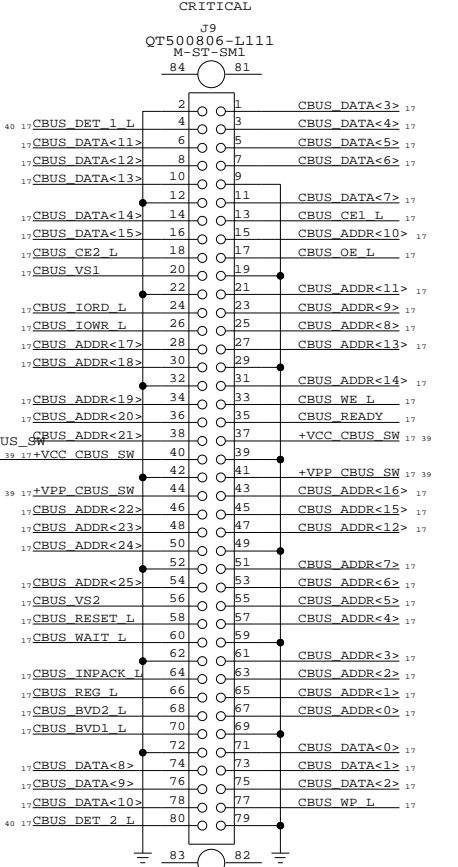 CRITICAL
J9
QT500806-L111
M-ST-SM1
84 81
2 1 CBUS_DATA<3> 17
40 17 CBUS_DET_1_L 4 3 CBUS_DATA<4> 17
17 CBUS_DATA<11> 6 5 CBUS_DATA<5> 17
17 CBUS_DATA<12> 8 7 CBUS_DATA<6> 17
17 CBUS_DATA<13> 10 9
12 11 CBUS_DATA<7> 17
17 CBUS_DATA<14> 14 13 CBUS_CE1_L 17
17 CBUS_DATA<15> 16 15 CBUS_ADDR<10> 17
17 CBUS_CE2_L 18 17 CBUS_OE_L 17
17 CBUS_VS1 20 19
22 21 CBUS_ADDR<11> 17
17 CBUS_IORD_L 24 23 CBUS_ADDR<9> 17
17 CBUS_IOWR_L 26 25 CBUS_ADDR<8> 17
17 CBUS_ADDR<17> 28 27 CBUS_ADDR<13> 17
17 CBUS_ADDR<18> 30 29
32 31 CBUS_ADDR<14> 17
17 CBUS_ADDR<19> 34 33 CBUS_WE_L 17
17 CBUS_ADDR<20> 36 35 CBUS_READY 17
US_SW CBUS_ADDR<21> 38 37 +VCC_CBUS_SW 17 39
39 17 +VCC_CBUS_SW 40 39
42 41 +VPP_CBUS_SW 17 39
39 17 +VPP_CBUS_SW 44 43 CBUS_ADDR<16> 17
17 CBUS_ADDR<22> 46 45 CBUS_ADDR<15> 17
17 CBUS_ADDR<23> 48 47 CBUS_ADDR<12> 17
17 CBUS_ADDR<24> 50 49
52 51 CBUS_ADDR<7> 17
17 CBUS_ADDR<25> 54 53 CBUS_ADDR<6> 17
17 CBUS_VS2 56 55 CBUS_ADDR<5> 17
17 CBUS_RESET_L 58 57 CBUS_ADDR<4> 17
17 CBUS_WAIT_L 60 59
62 61 CBUS_ADDR<3> 17
17 CBUS_INPACK_L 64 63 CBUS_ADDR<2> 17
17 CBUS_REG_L 66 65 CBUS_ADDR<1> 17
17 CBUS_BVD2_L 68 67 CBUS_ADDR<0> 17
17 CBUS_BVD1_L 70 69
72 71 CBUS_DATA<0> 17
17 CBUS_DATA<8> 74 73 CBUS_DATA<1> 17
17 CBUS_DATA<9> 76 75 CBUS_DATA<2> 17
17 CBUS_DATA<10> 78 77 CBUS_WP_L 17
40 17 CBUS_DET_2_L 80 79
83 82